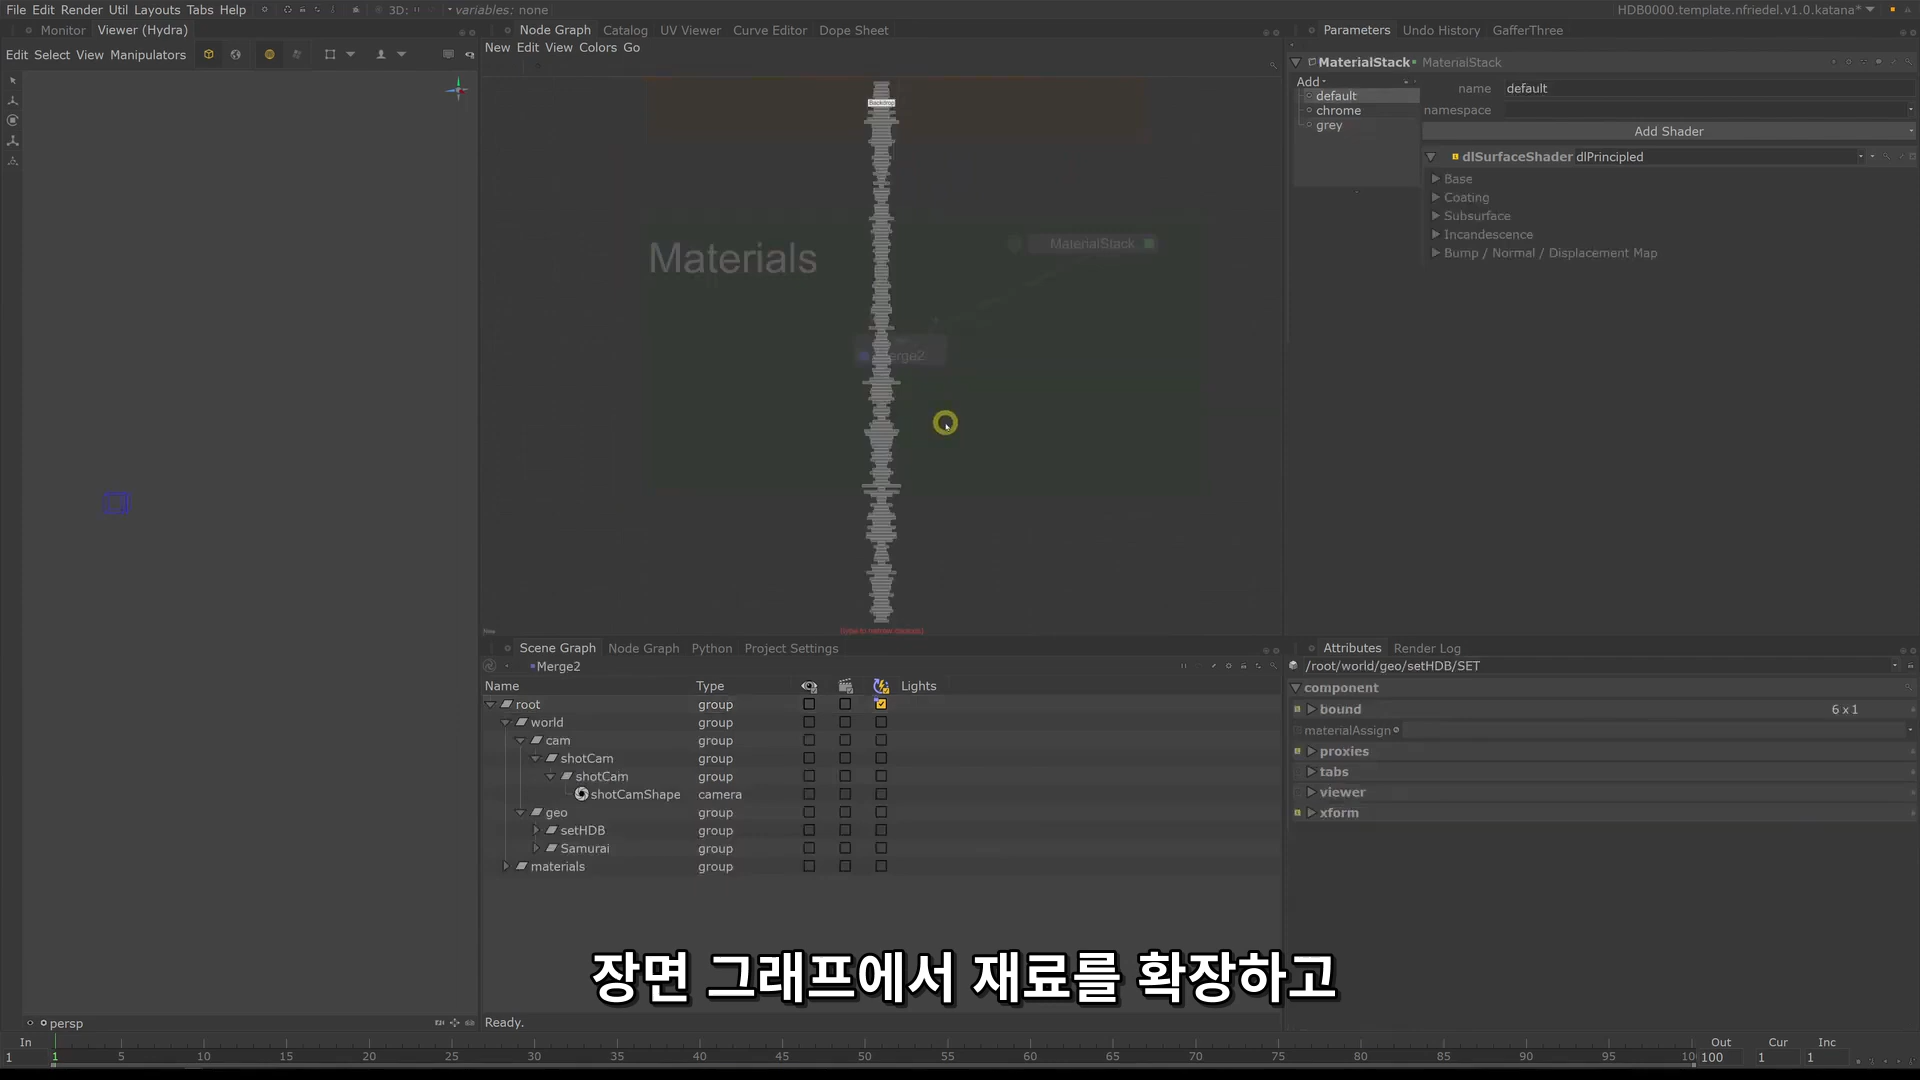 File Edit Render Util Layouts Tabs Help
3D:
variables: none
HDB0000.template.nfriedel.v1.0.katana*
Monitor
Viewer (Hydra)
Node Graph
Catalog
UV Viewer
Curve Editor
Dope Sheet
Parameters
Undo History
GafferThree
Edit Select View Manipulators
New Edit View Colors Go
MaterialStack
MaterialStack
Add
default
chrome
grey
name
default
namespace
Add Shader
dlSurfaceShader
dlPrincipled
Base
Coating
Subsurface
Incandescence
Bump / Normal / Displacement Map
Backdrop
Materials
MaterialStack
Scene Graph
Node Graph
Python
Project Settings
Attributes
Render Log
Merge2
/root/world/geo/setHDB/SET
Name
Type
Lights
root
group
world
group
cam
group
shotCam
group
shotCam
group
shotCamShape
camera
geo
group
setHDB
group
Samurai
group
materials
group
component
bound
6 x 1
materialAssign
proxies
tabs
viewer
xform
장면 그래프에서 재료를 확장하고
persp
Ready.
In
1
1
5
10
15
20
25
30
35
40
45
50
55
60
65
70
75
80
85
90
95
Out
100
Cur
1
Inc
1